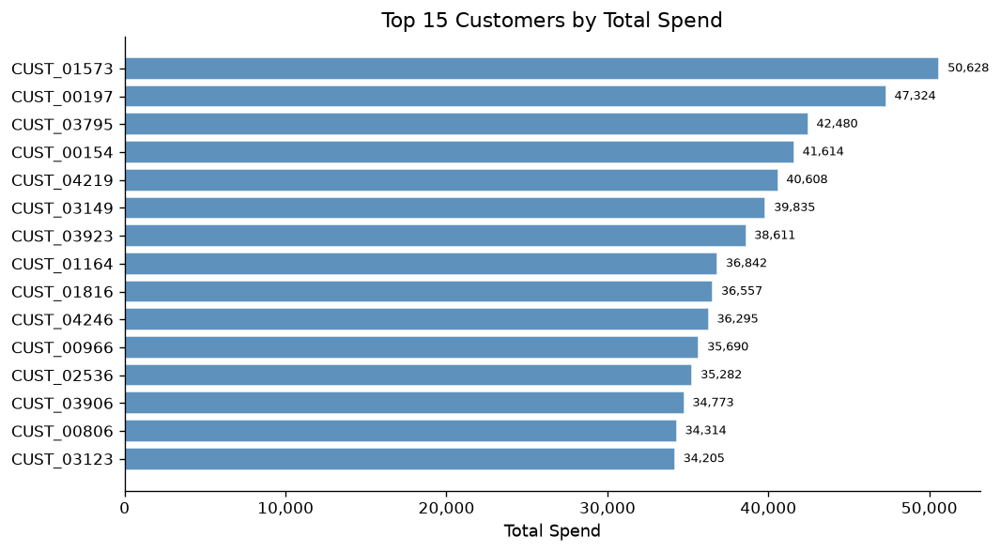 Top 15 Customers by Total Spend
CUST_01573 50,628
CUST_00197 47,324
CUST_03795 42,480
CUST_00154 41,614
CUST_04219 40,608
CUST_03149 39,835
CUST_03923 38,611
CUST_01164 36,842
CUST_01816 36,557
CUST_04246 36,295
CUST_00966 35,690
CUST_02536 35,282
CUST_03906 34,773
CUST_00806 34,314
CUST_03123 34,205
0 10,000 20,000 30,000 40,000 50,000
Total Spend